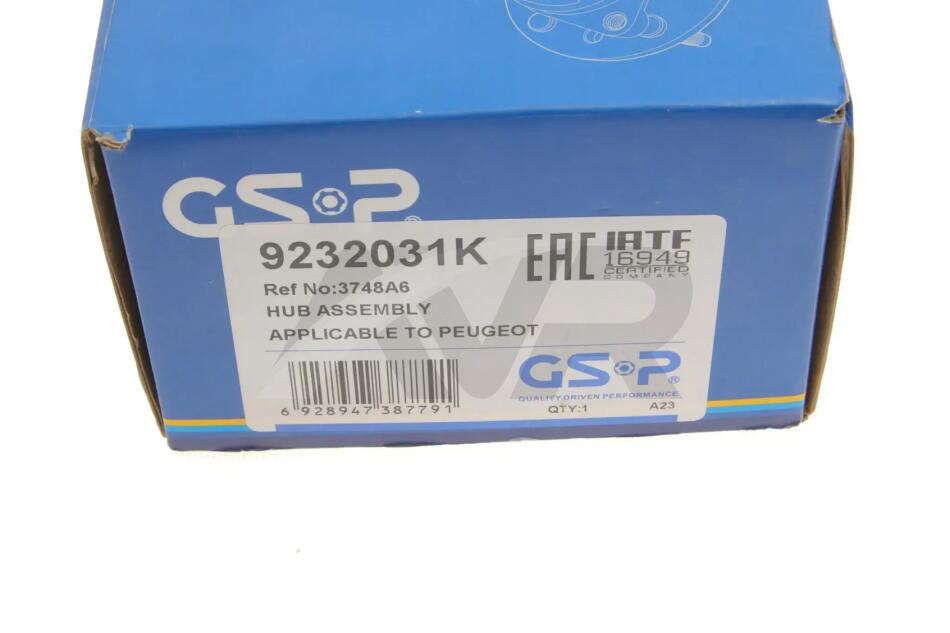 GSP®
9232031K
EAC
IATF
16949
CERTIFIED
COMPANY
Ref No:3748A6
HUB ASSEMBLY
APPLICABLE TO PEUGEOT
GSP®
QUALITY DRIVEN PERFORMANCE
6 928947 387791
QTY:1 A23
AVR